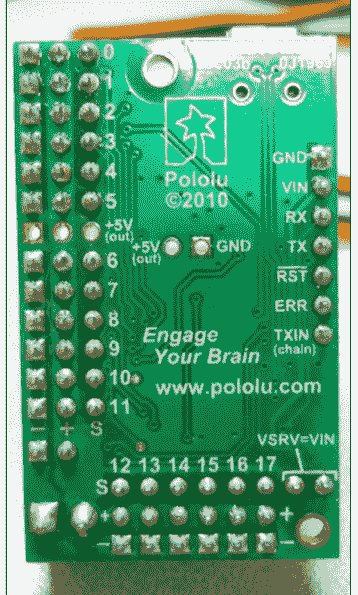 0
J1999
1
2
3
4
5
+5V
(out)
6
7
8
9
10
11
− + S
Pololu
©2010
+5V
(out)
GND
GND
VIN
RX
TX
RST
ERR
TXIN
(chain)
Engage
Your Brain
www.pololu.com
VSRV=VIN
12 13 14 15 16 17
S
+ +
− −